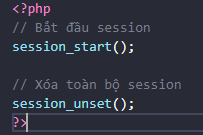 <?php
// Bắt đầu session
session_start();
// Xóa toàn bộ session
session_unset();
?>